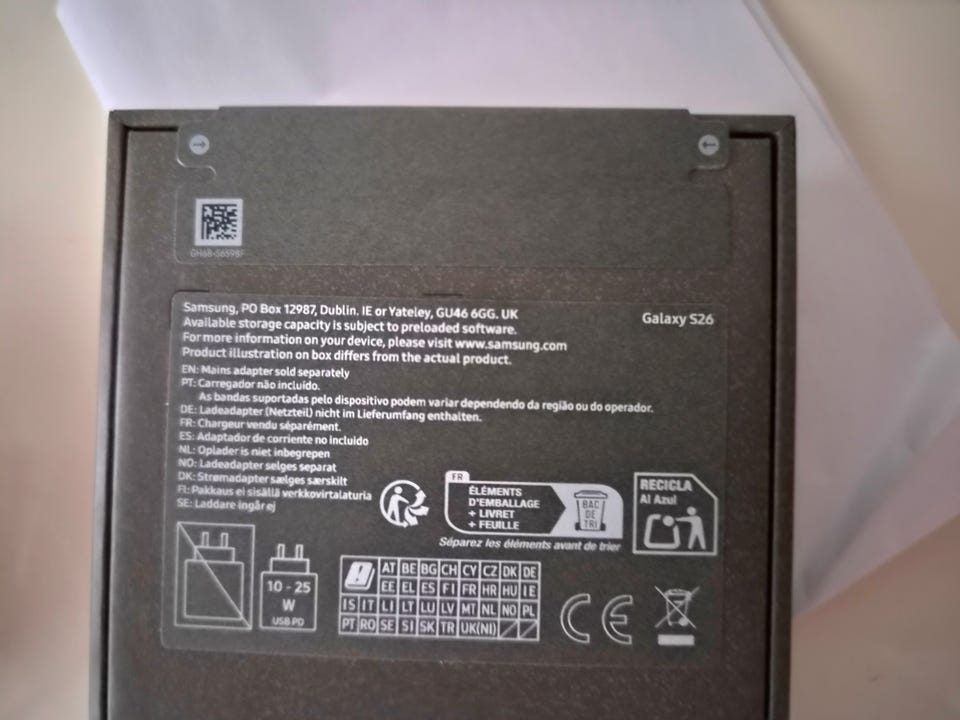 GH68-56598F
Samsung, PO Box 12987, Dublin. IE or Yateley, GU46 6GG. UK
Galaxy S26
Available storage capacity is subject to preloaded software.
For more information on your device, please visit www.samsung.com
Product illustration on box differs from the actual product.
EN: Mains adapter sold separately
PT: Carregador não incluído.
As bandas suportadas pelo dispositivo podem variar dependendo da região ou do operador.
DE: Ladeadapter (Netzteil) nicht im Lieferumfang enthalten.
FR: Chargeur vendu séparément.
ES: Adaptador de corriente no incluido
NL: Oplader is niet inbegrepen
NO: Ladeadapter selges separat
DK: Strømadapter sælges særskilt
FI: Pakkaus ei sisällä verkkovirtalaturia
SE: Laddare ingår ej
FR
ÉLÉMENTS
D'EMBALLAGE
+ LIVRET
+ FEUILLE
BAC
DE
TRI
Séparez les éléments avant de trier
RECICLA
Al Azul
10 - 25
W
USB PD
AT BE BG CH CY CZ DK DE
EE EL ES FI FR HR HU IE
IS IT LI LT LU LV MT NL NO PL
PT RO SE SI SK TR UK(NI)
CE